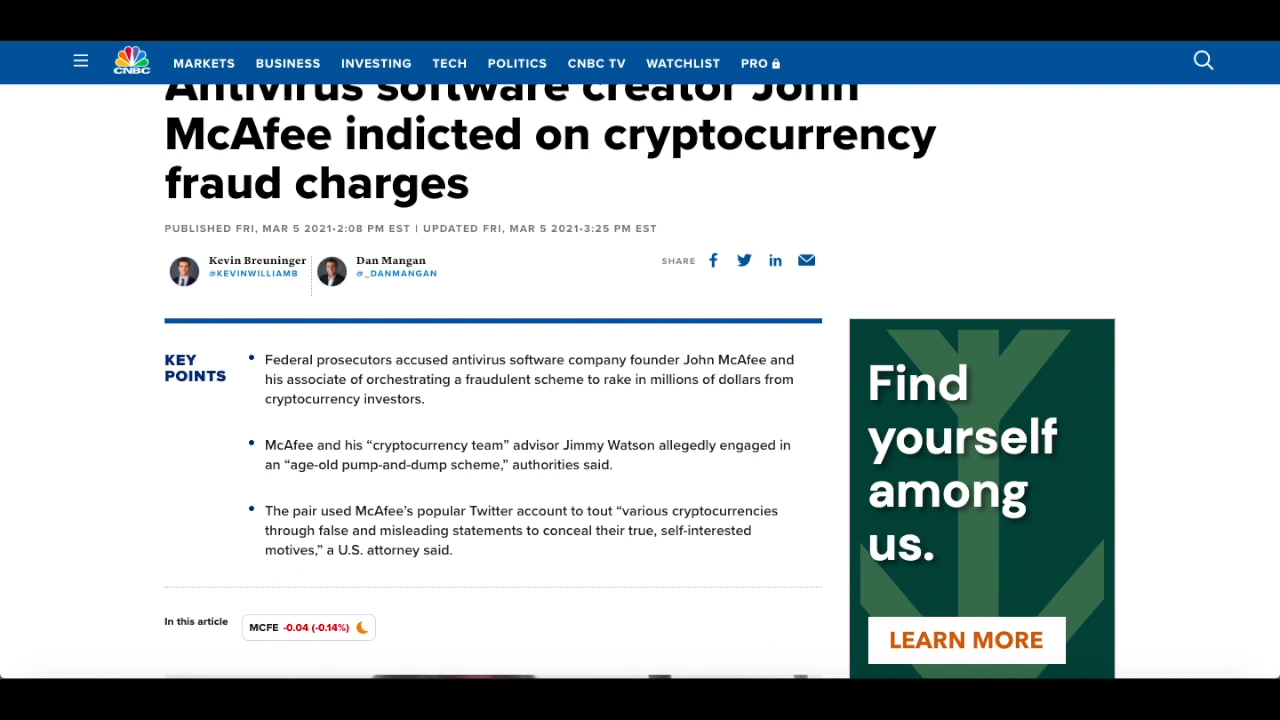 CNBC
MARKETS BUSINESS INVESTING TECH POLITICS CNBC TV WATCHLIST PRO
Antivirus software creator John
McAfee indicted on cryptocurrency
fraud charges
PUBLISHED FRI, MAR 5 2021•2:08 PM EST | UPDATED FRI, MAR 5 2021•3:25 PM EST
Kevin Breuninger
@KEVINWILLIAMB
Dan Mangan
@_DANMANGAN
SHARE
KEY
POINTS
• Federal prosecutors accused antivirus software company founder John McAfee and
his associate of orchestrating a fraudulent scheme to rake in millions of dollars from
cryptocurrency investors.
• McAfee and his “cryptocurrency team” advisor Jimmy Watson allegedly engaged in
an “age-old pump-and-dump scheme,” authorities said.
• The pair used McAfee’s popular Twitter account to tout “various cryptocurrencies
through false and misleading statements to conceal their true, self-interested
motives,” a U.S. attorney said.
In this article
MCFE -0.04 (-0.14%)
Find
yourself
among
us.
LEARN MORE